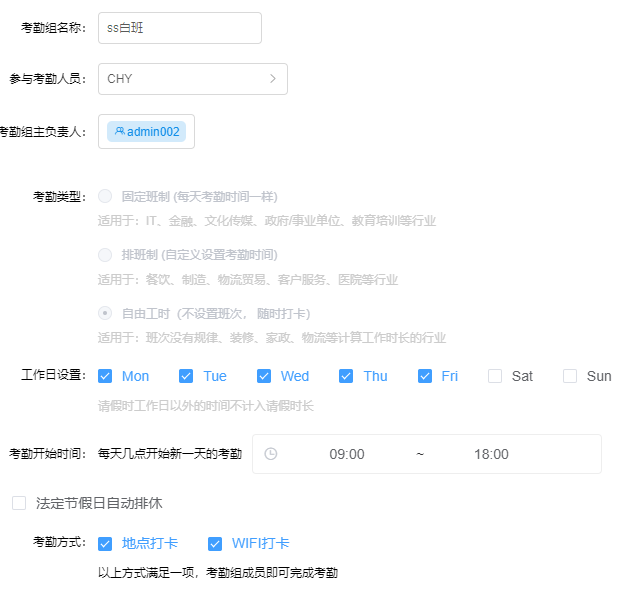 考勤组名称： ss白班
参与考勤人员： CHY
考勤组主负责人： admin002
考勤类型： 固定班制 (每天考勤时间一样)
适用于：IT、金融、文化传媒、政府/事业单位、教育培训等行业
排班制 (自定义设置考勤时间)
适用于：餐饮、制造、物流贸易、客户服务、医院等行业
自由工时（不设置班次， 随时打卡）
适用于：班次没有规律、装修、家政、物流等计算工作时长的行业
工作日设置： Mon Tue Wed Thu Fri Sat Sun
请假时工作日以外的时间不计入请假时长
考勤开始时间： 每天几点开始新一天的考勤 09:00 ~ 18:00
法定节假日自动排休
考勤方式： 地点打卡 WIFI打卡
以上方式满足一项，考勤组成员即可完成考勤